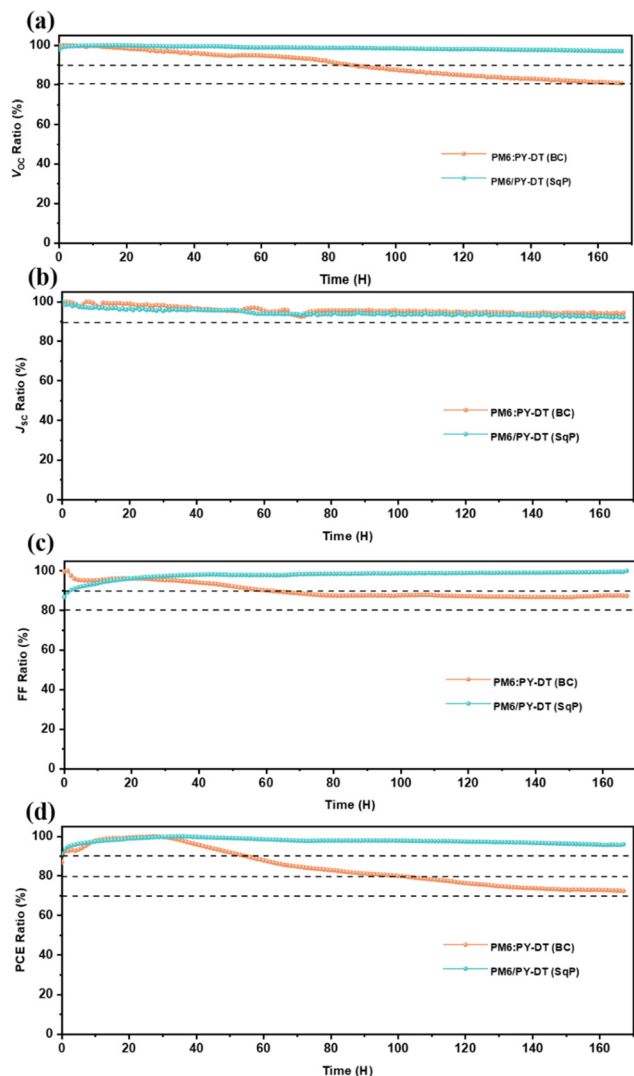 (a)
100
80
60
40
20
0
V_OC Ratio (%)
PM6:PY-DT (BC)
PM6/PY-DT (SqP)
0 20 40 60 80 100 120 140 160
Time (H)
(b)
100
80
60
40
20
0
J_SC Ratio (%)
PM6:PY-DT (BC)
PM6/PY-DT (SqP)
0 20 40 60 80 100 120 140 160
Time (H)
(c)
100
80
60
40
20
0
FF Ratio (%)
PM6:PY-DT (BC)
PM6/PY-DT (SqP)
0 20 40 60 80 100 120 140 160
Time (H)
(d)
100
80
60
40
20
0
PCE Ratio (%)
PM6:PY-DT (BC)
PM6/PY-DT (SqP)
0 20 40 60 80 100 120 140 160
Time (H)